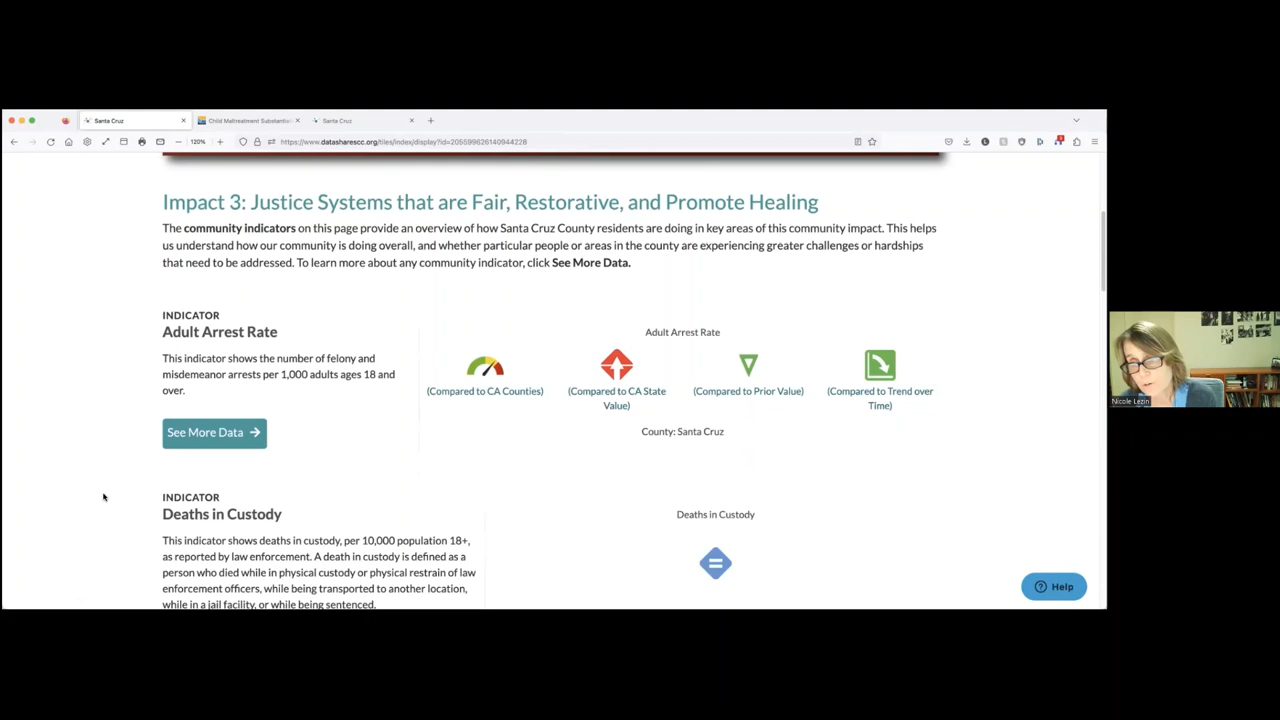 Santa Cruz
Child Maltreatment Substantia
Santa Cruz
120%
https://www.datasharescc.org/tiles/index/display?id=205599626140944228
Impact 3: Justice Systems that are Fair, Restorative, and Promote Healing
The community indicators on this page provide an overview of how Santa Cruz County residents are doing in key areas of this community impact. This helps
us understand how our community is doing overall, and whether particular people or areas in the county are experiencing greater challenges or hardships
that need to be addressed. To learn more about any community indicator, click See More Data.
INDICATOR
Adult Arrest Rate
This indicator shows the number of felony and
misdemeanor arrests per 1,000 adults ages 18 and
over.
See More Data
Adult Arrest Rate
(Compared to CA Counties)
(Compared to CA State
Value)
(Compared to Prior Value)
(Compared to Trend over
Time)
County: Santa Cruz
INDICATOR
Deaths in Custody
This indicator shows deaths in custody, per 10,000 population 18+,
as reported by law enforcement. A death in custody is defined as a
person who died while in physical custody or physical restrain of law
enforcement officers, while being transported to another location,
while in a jail facility, or while being sentenced.
Deaths in Custody
Help
Nicole Lezin